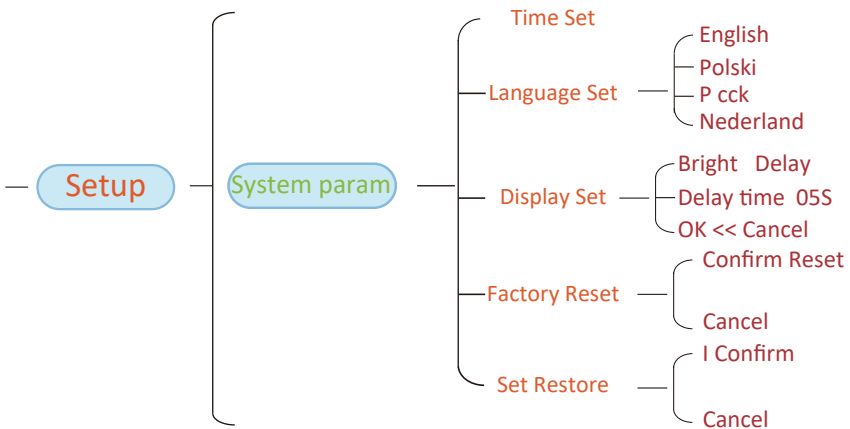 Setup
System param
Time Set
Language Set
English
Polski
P cck
Nederland
Display Set
Bright Delay
Delay time 05S
OK << Cancel
Factory Reset
Confirm Reset
Cancel
Set Restore
I Confirm
Cancel